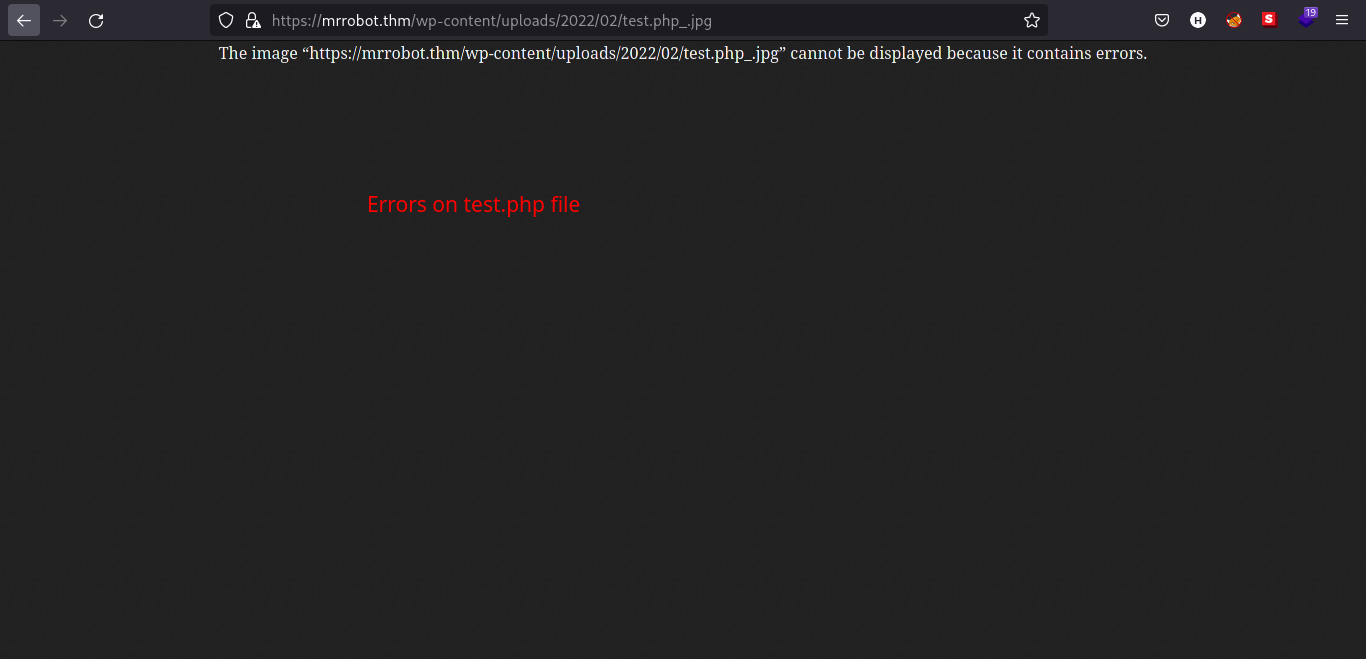 https://mrrobot.thm/wp-content/uploads/2022/02/test.php_.jpg
H
S
19
The image “https://mrrobot.thm/wp-content/uploads/2022/02/test.php_.jpg” cannot be displayed because it contains errors.
Errors on test.php file